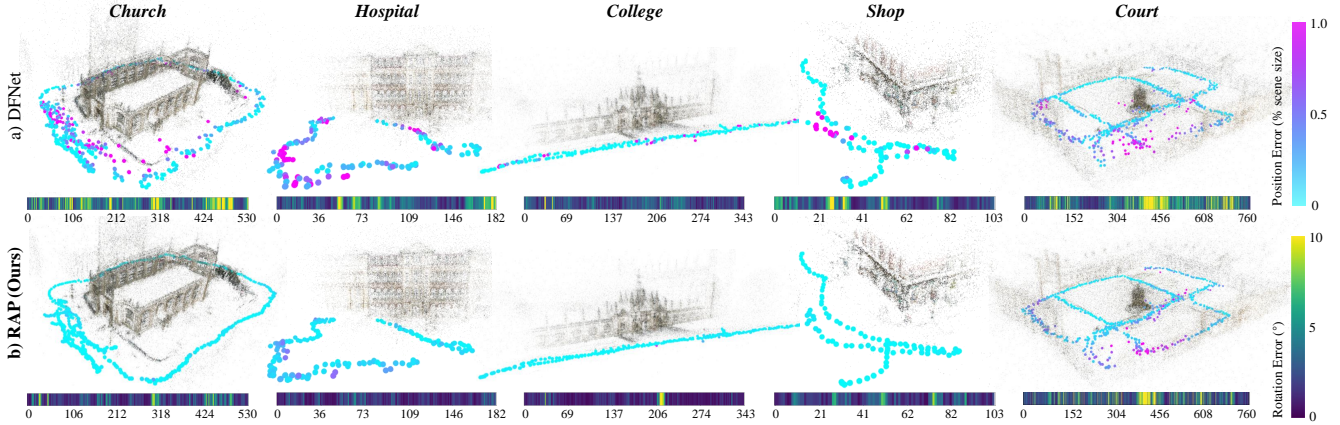 Church Hospital College Shop Court
a) DFNet
1.0
0.5
0
Position Error (% scene size)
0 106 212 318 424 530
0 36 73 109 146 182
0 69 137 206 274 343
0 21 41 62 82 103
0 152 304 456 608 760
b) RAP (Ours)
10
5
0
Rotation Error (°)
0 106 212 318 424 530
0 36 73 109 146 182
0 69 137 206 274 343
0 21 41 62 82 103
0 152 304 456 608 760